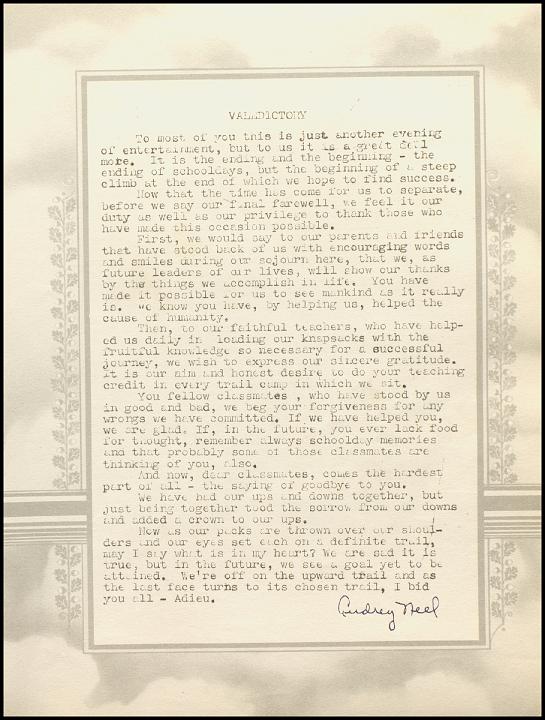 VALEDICTORY
To most of you this is just another evening
of entertainment, but to us it is a great deal
more. It is the ending and the beginning - the
ending of schooldays, but the beginning of a steep
climb at the end of which we hope to find success.
Now that the time has come for us to separate,
before we say our final farewell, we feel it our
duty as well as our privilege to thank those who
have made this occasion possible.
First, we would say to our parents and friends
that have stood back of us with encouraging words
and smiles during our sojourn here, that we, as
future leaders of our lives, will show our thanks
by the things we accomplish in life. You have
made it possible for us to see mankind as it really
is. We know you have, by helping us, helped the
cause of humanity.
Then, to our faithful teachers, who have help-
ed us daily in loading our knapsacks with the
fruitful knowledge so necessary for a successful
journey, we wish to express our sincere gratitude.
It is our aim and honest desire to do your teaching
credit in every trail camp in which we sit.
You fellow classmates , who have stood by us
in good and bad, we beg your forgiveness for any
wrongs we have committed. If we have helped you,
we are glad. If, in the future, you ever lack food
for thought, remember always schoolday memories
and that probably some of those classmates are
thinking of you, also.
And now, dear classmates, comes the hardest
part of all - the saying of goodbye to you.
We have had our ups and downs together, but
just being together took the sorrow from our downs
and added a crown to our ups.
Now as our packs are thrown over our shoul-
ders and our eyes set each on a definite trail,
may I say what is in my heart? We are sad it is
true, but in the future, we see a goal yet to be
attained. We're off on the upward trail and as
the last face turns to its chosen trail, I bid
you all - Adieu.
Audrey Neel